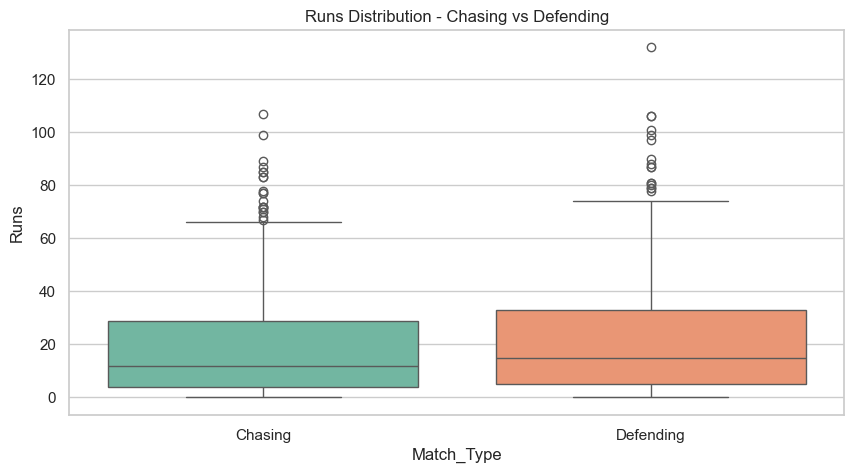 Runs Distribution - Chasing vs Defending
Runs
120
100
80
60
40
20
0
Chasing
Defending
Match_Type